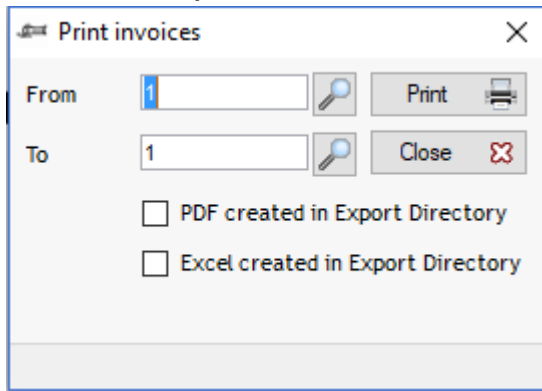 Print invoices
From 1 Print
To 1 Close
PDF created in Export Directory
Excel created in Export Directory